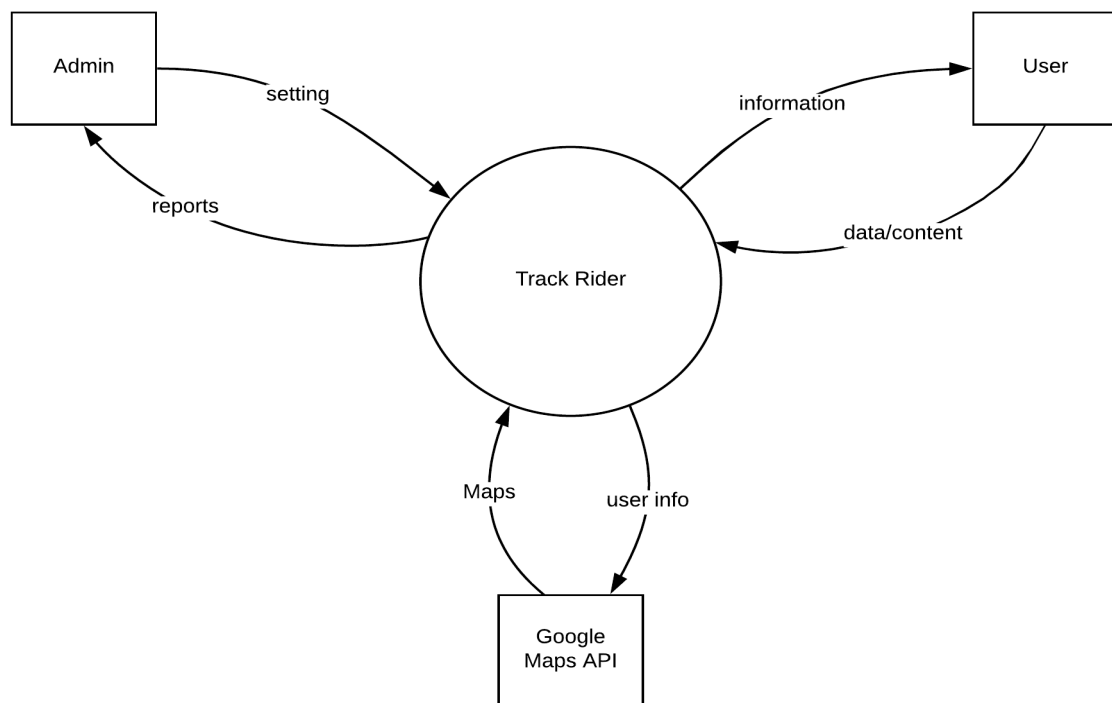 Admin
User
setting
information
reports
data/content
Track Rider
Maps
user info
Google
Maps API